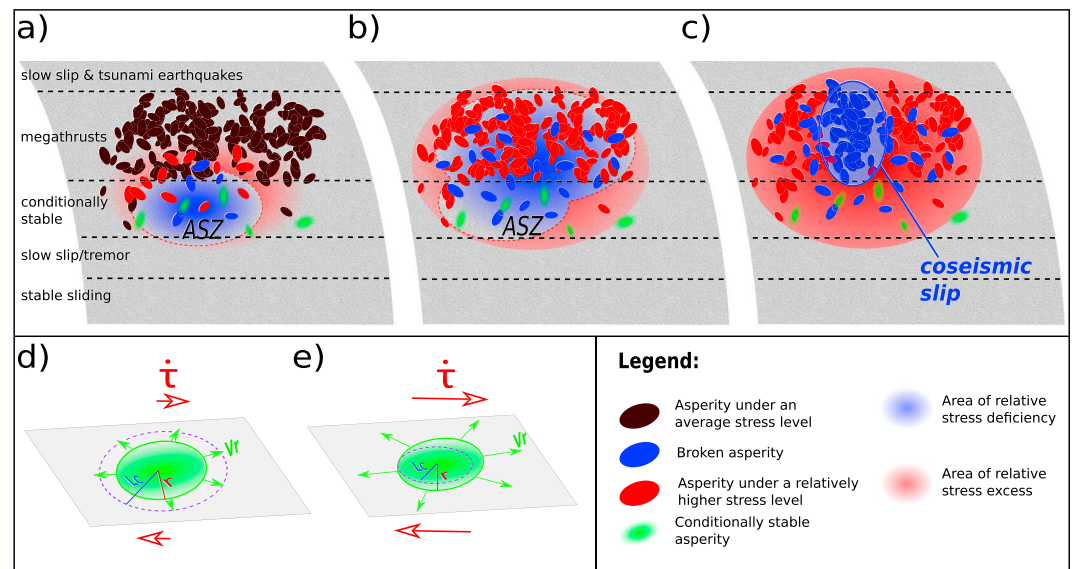 a)
b)
c)
slow slip & tsunami earthquakes
megathrusts
conditionally
stable
slow slip/tremor
stable sliding
ASZ
ASZ
coseismic
slip
d)
e)
τ̇
τ̇
Vr
Vr
Lc
r
Lc
r
Legend:
Asperity under an
average stress level
Broken asperity
Asperity under a relatively
higher stress level
Conditionally stable
asperity
Area of relative
stress deficiency
Area of relative
stress excess